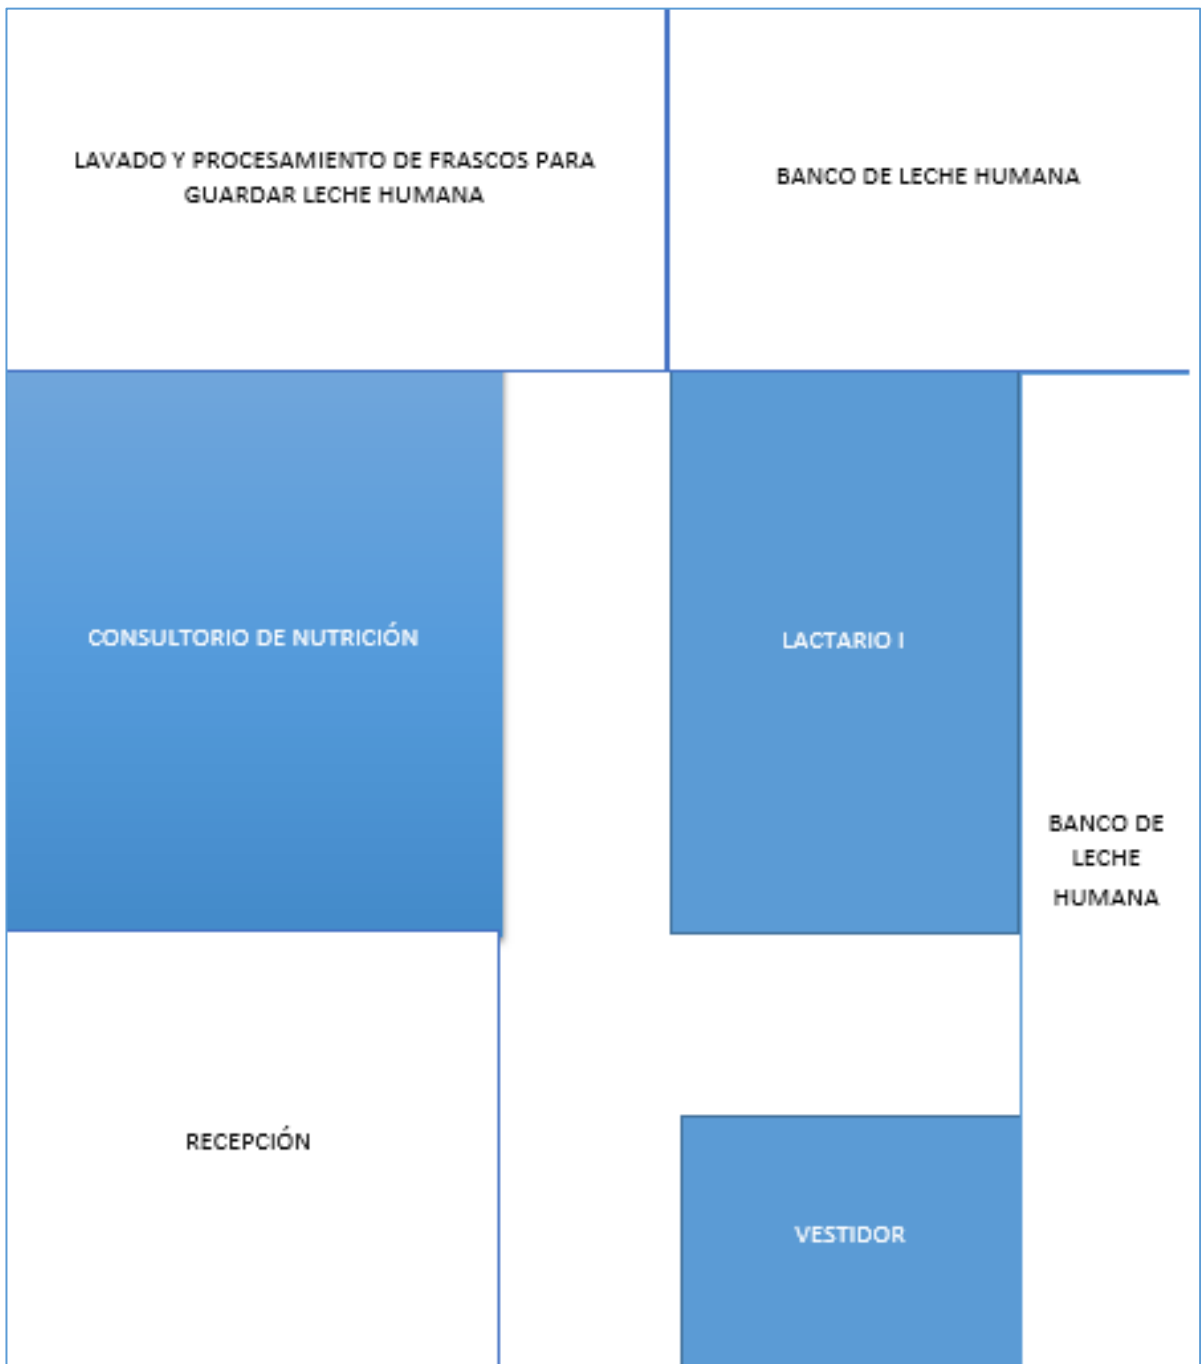 LAVADO Y PROCESAMIENTO DE FRASCOS PARA
GUARDAR LECHE HUMANA
BANCO DE LECHE HUMANA
CONSULTORIO DE NUTRICIÓN
LACTARIO I
BANCO DE
LECHE
HUMANA
RECEPCIÓN
VESTIDOR